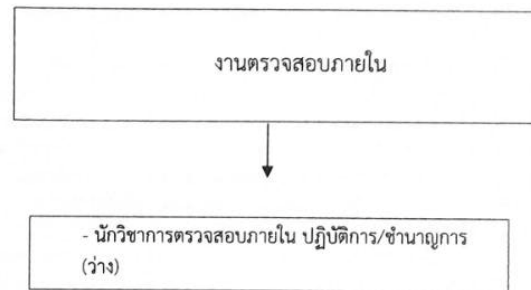 งานตรวจสอบภายใน
- นักวิชาการตรวจสอบภายใน ปฏิบัติการ/ชำนาญการ
(ว่าง)